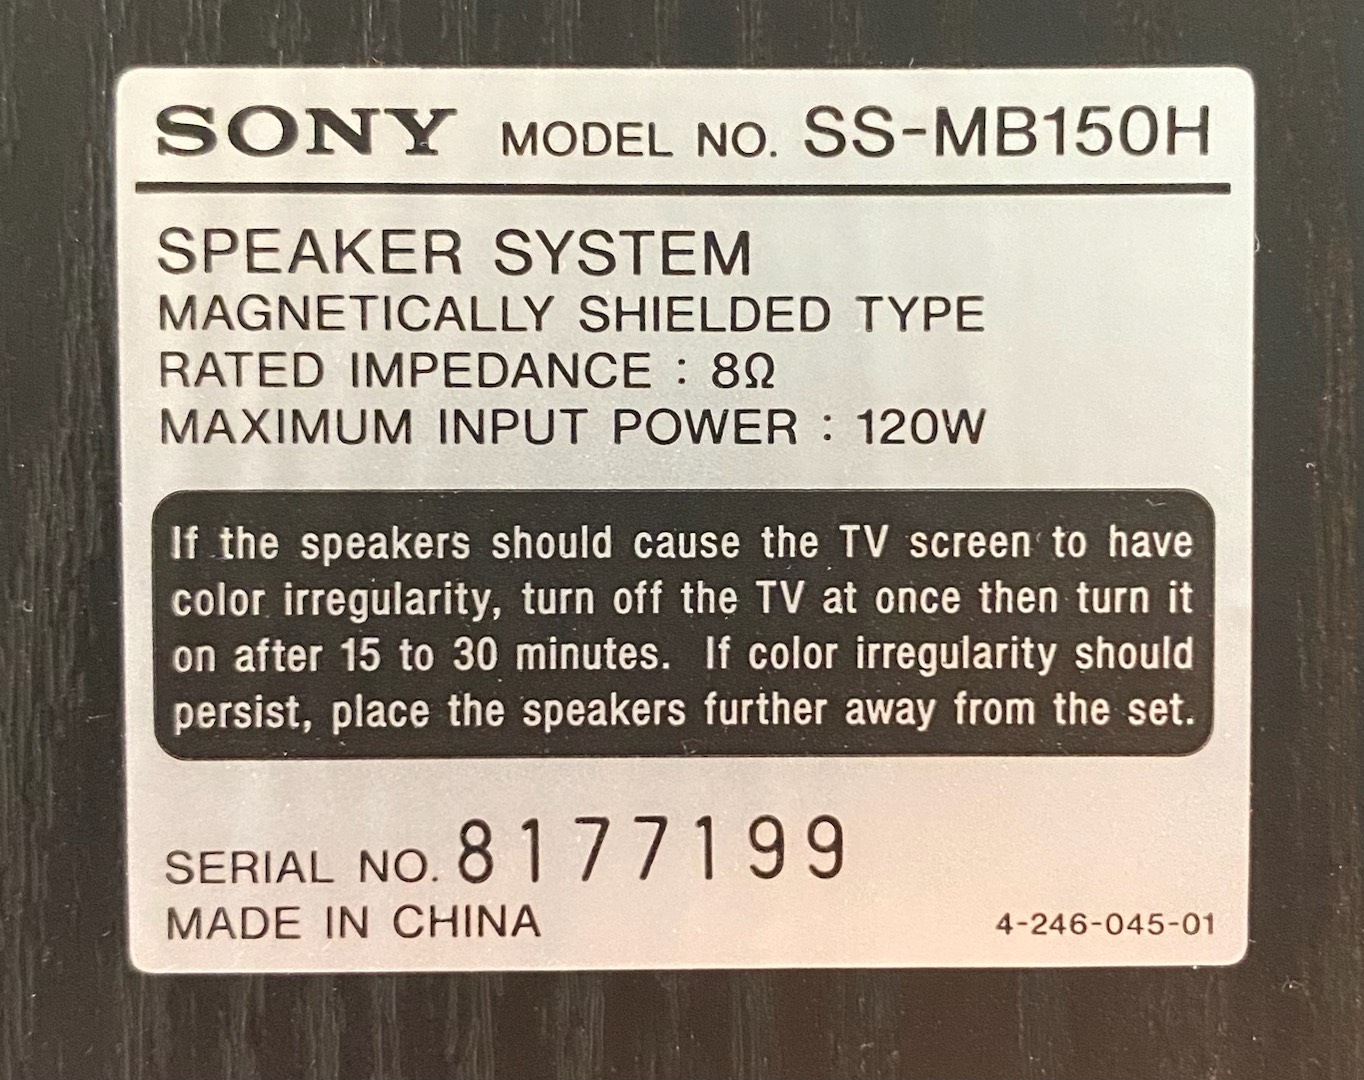 SONY MODEL NO. SS-MB150H
SPEAKER SYSTEM
MAGNETICALLY SHIELDED TYPE
RATED IMPEDANCE : 8Ω
MAXIMUM INPUT POWER : 120W
If the speakers should cause the TV screen to have
color irregularity, turn off the TV at once then turn it
on after 15 to 30 minutes. If color irregularity should
persist, place the speakers further away from the set.
SERIAL NO. 8177199
MADE IN CHINA 4-246-045-01